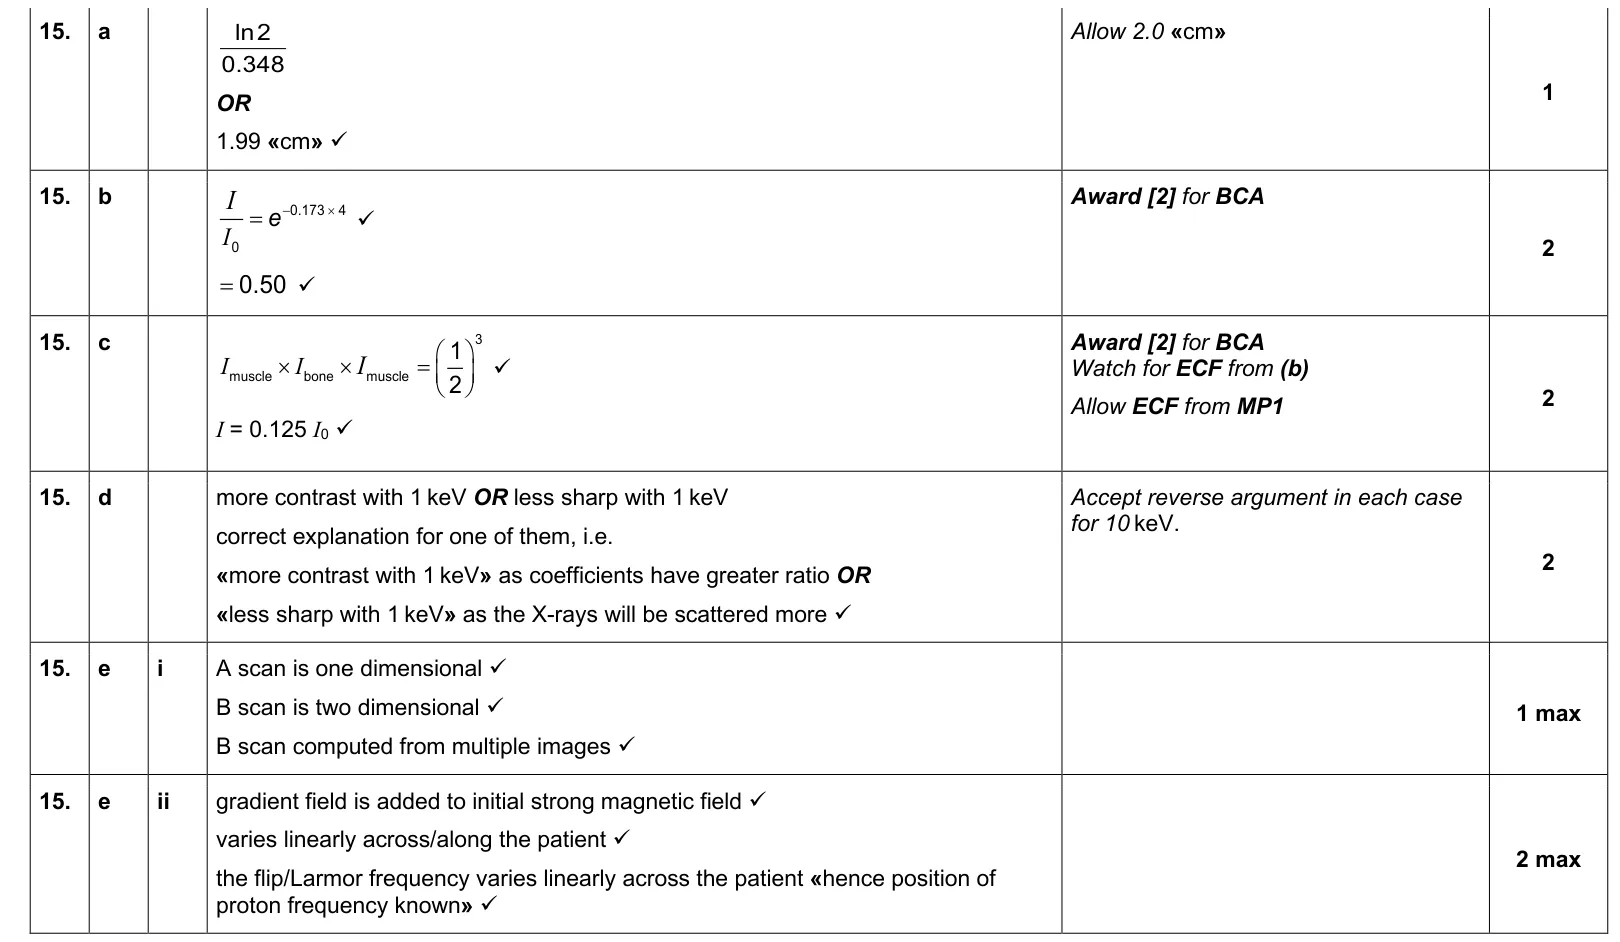 15. a ln 2 Allow 2.0 «cm»
0.348
OR
1
1.99 «cm» ✓
15. b I/I0 = e^−0.173 × 4 ✓ Award [2] for BCA
2
= 0.50 ✓
15. c Imuscle × Ibone × Imuscle = (1/2)^3 ✓ Award [2] for BCA
Watch for ECF from (b)
Allow ECF from MP1
2
I = 0.125 I0 ✓
15. d more contrast with 1 keV OR less sharp with 1 keV Accept reverse argument in each case
for 10 keV.
correct explanation for one of them, i.e.
2
«more contrast with 1 keV» as coefficients have greater ratio OR
«less sharp with 1 keV» as the X-rays will be scattered more ✓
15. e i A scan is one dimensional ✓
B scan is two dimensional ✓
1 max
B scan computed from multiple images ✓
15. e ii gradient field is added to initial strong magnetic field ✓
varies linearly across/along the patient ✓
2 max
the flip/Larmor frequency varies linearly across the patient «hence position of
proton frequency known» ✓